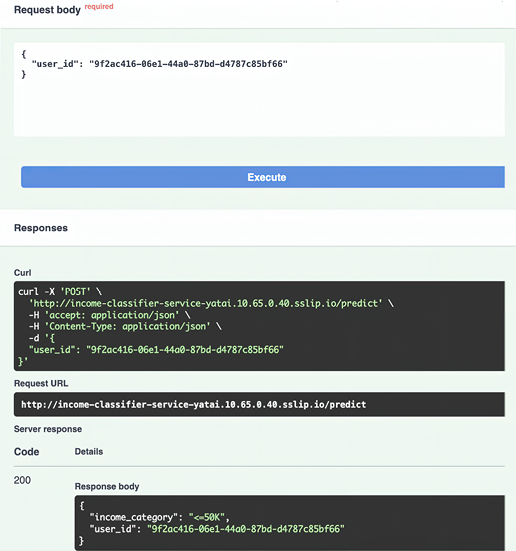 Request body required
{
"user_id": "9f2ac416-06e1-44a0-87bd-d4787c85bf66"
}
Execute
Responses
Curl
curl -X 'POST' \
'http://income-classifier-service-yatai.10.65.0.40.sslip.io/predict' \
-H 'accept: application/json' \
-H 'Content-Type: application/json' \
-d '{
"user_id": "9f2ac416-06e1-44a0-87bd-d4787c85bf66"
}'
Request URL
http://income-classifier-service-yatai.10.65.0.40.sslip.io/predict
Server response
Code Details
200
Response body
{
"income_category": "<=50K",
"user_id": "9f2ac416-06e1-44a0-87bd-d4787c85bf66"
}